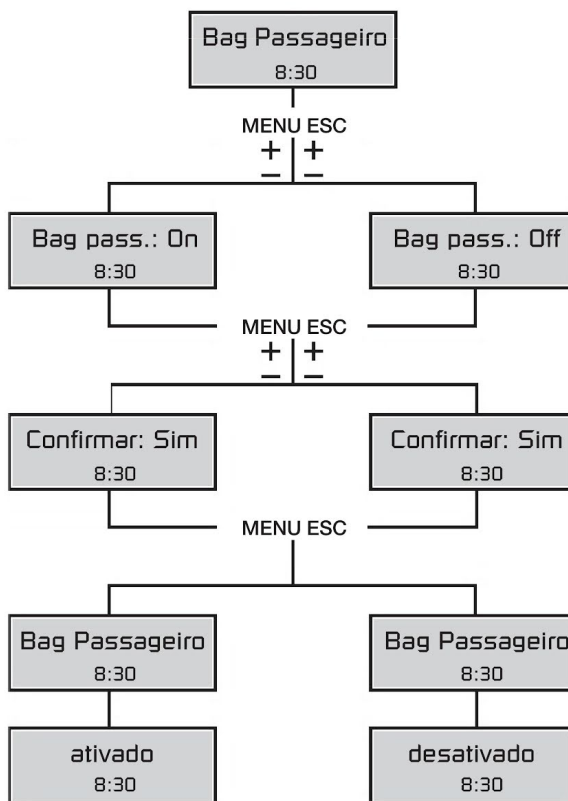 Bag Passageiro
8:30
MENU ESC
+ +
– –
Bag pass.: On
8:30
Bag pass.: Off
8:30
MENU ESC
+ +
– –
Confirmar: Sim
8:30
Confirmar: Sim
8:30
MENU ESC
Bag Passageiro
8:30
Bag Passageiro
8:30
ativado
8:30
desativado
8:30